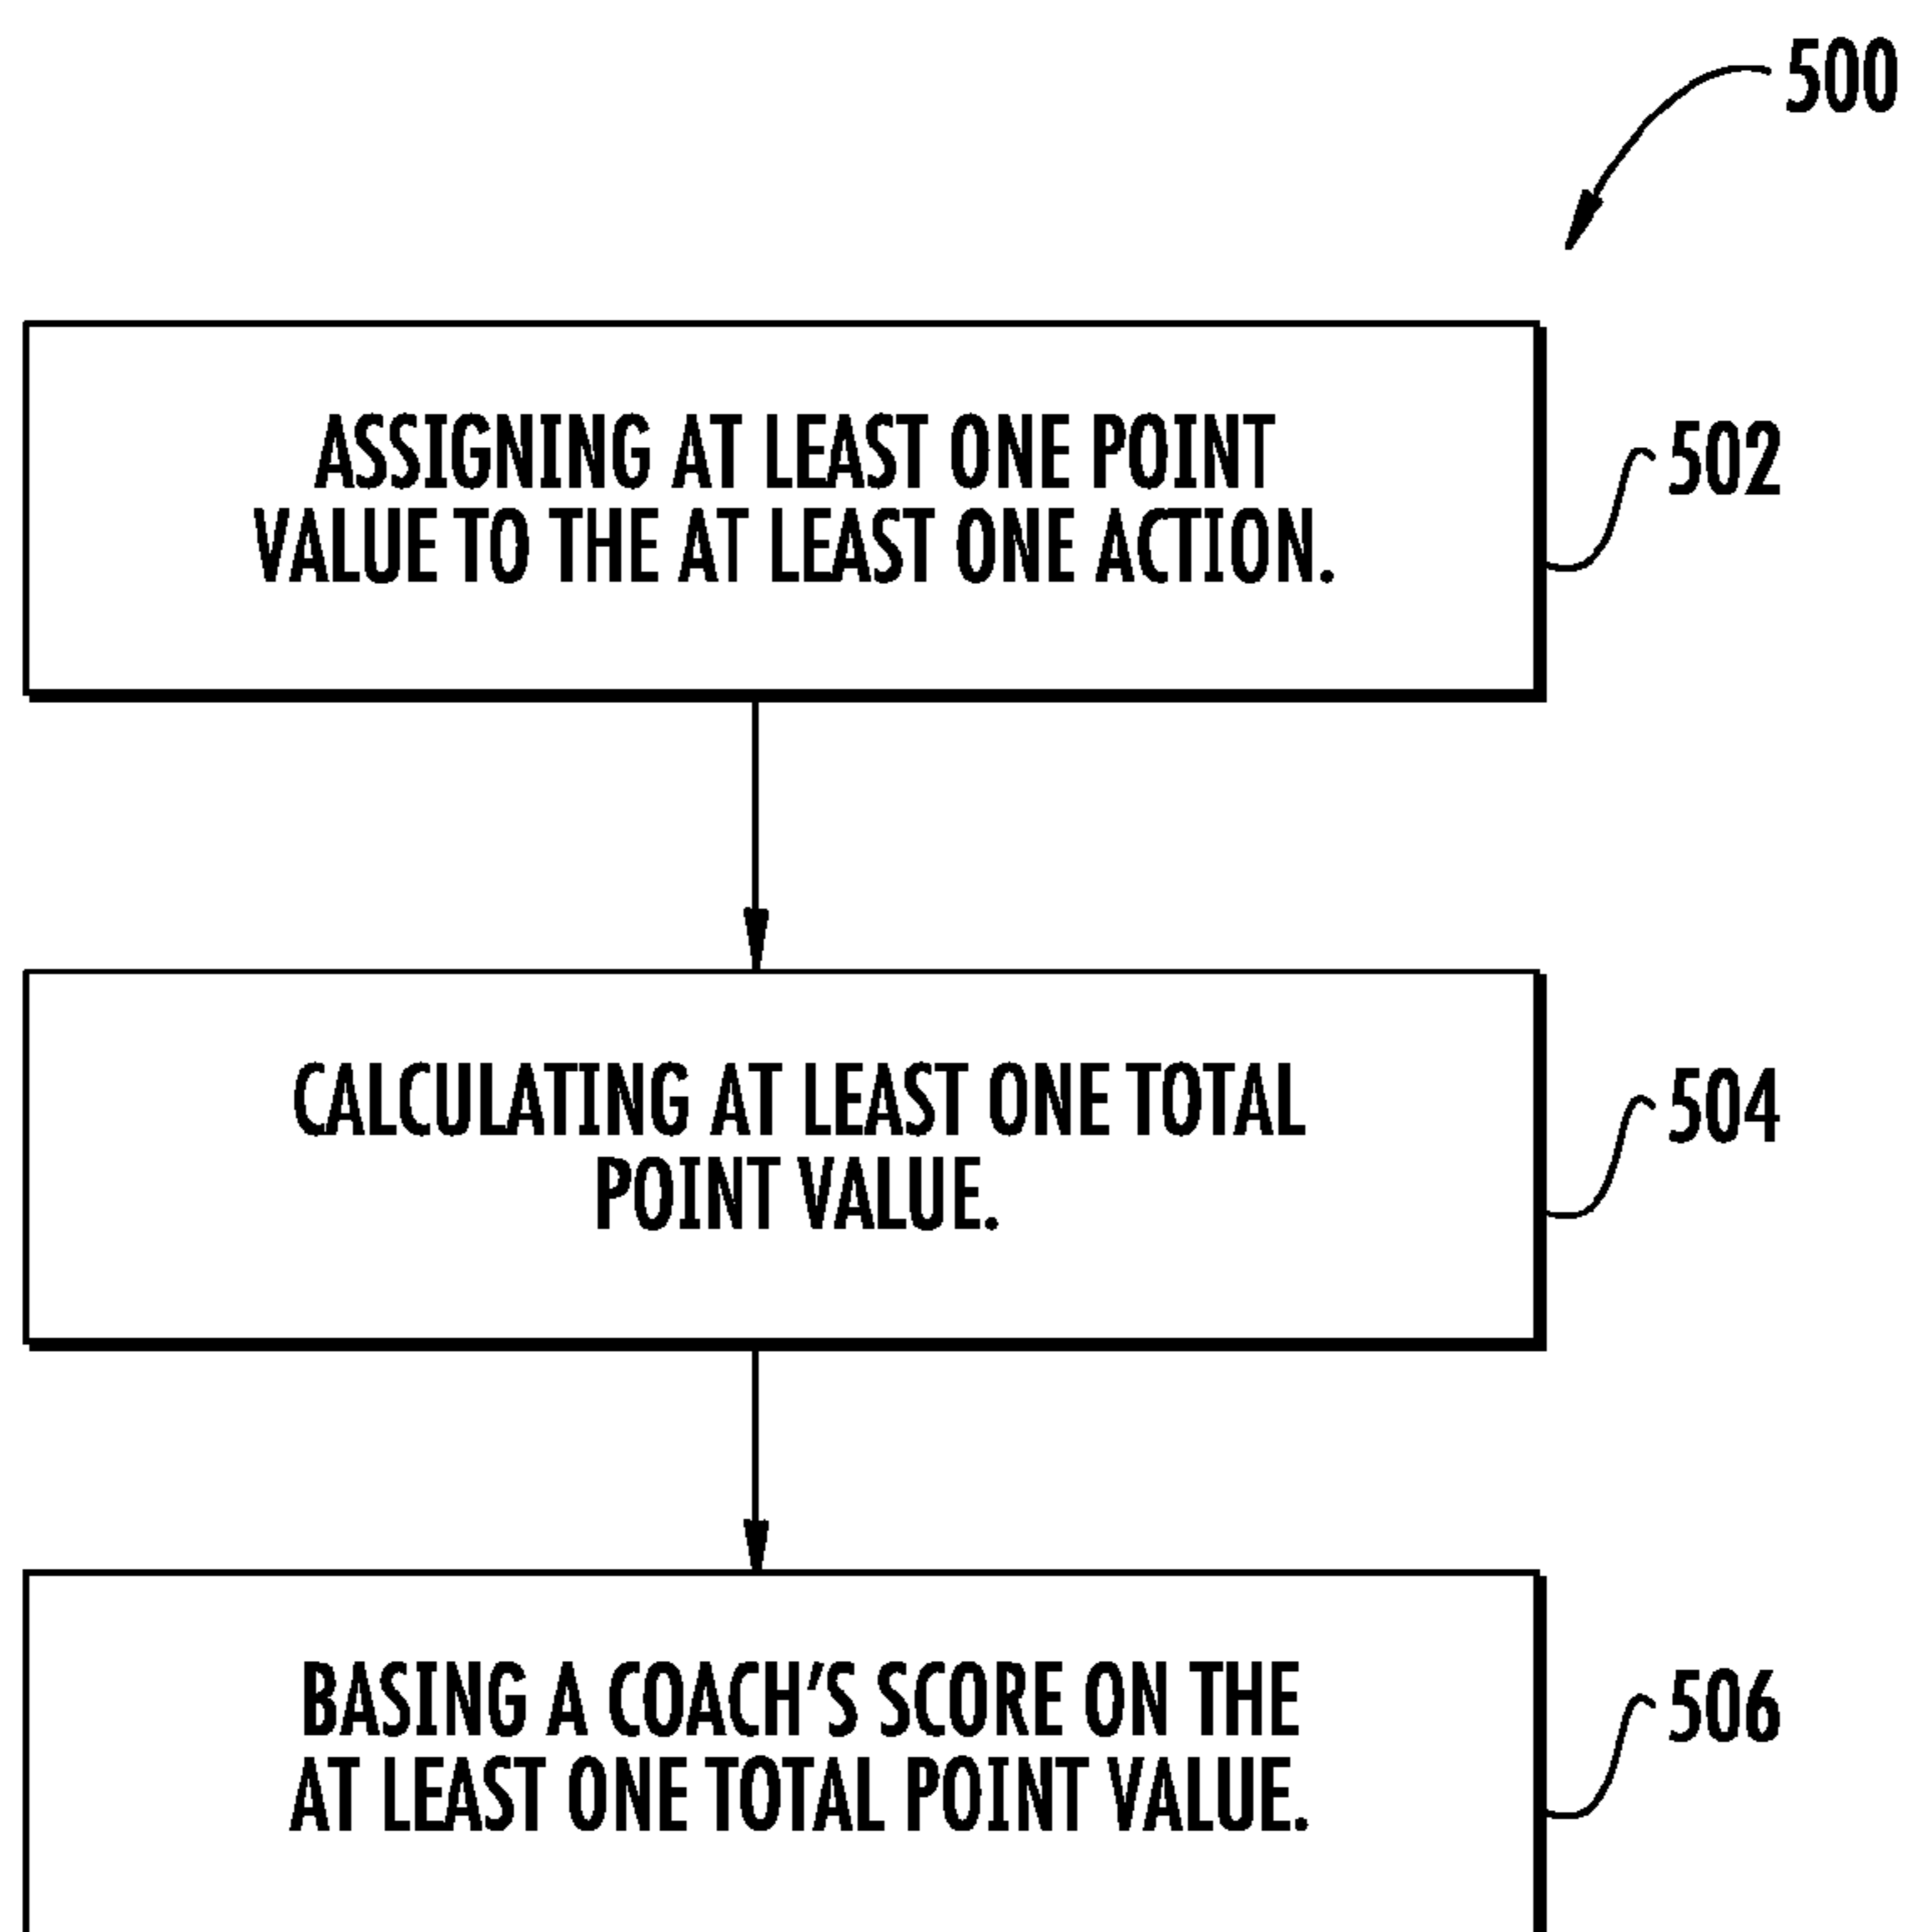 500
ASSIGNING AT LEAST ONE POINT
VALUE TO THE AT LEAST ONE ACTION.
502
CALCULATING AT LEAST ONE TOTAL
POINT VALUE.
504
BASING A COACH'S SCORE ON THE
AT LEAST ONE TOTAL POINT VALUE.
506